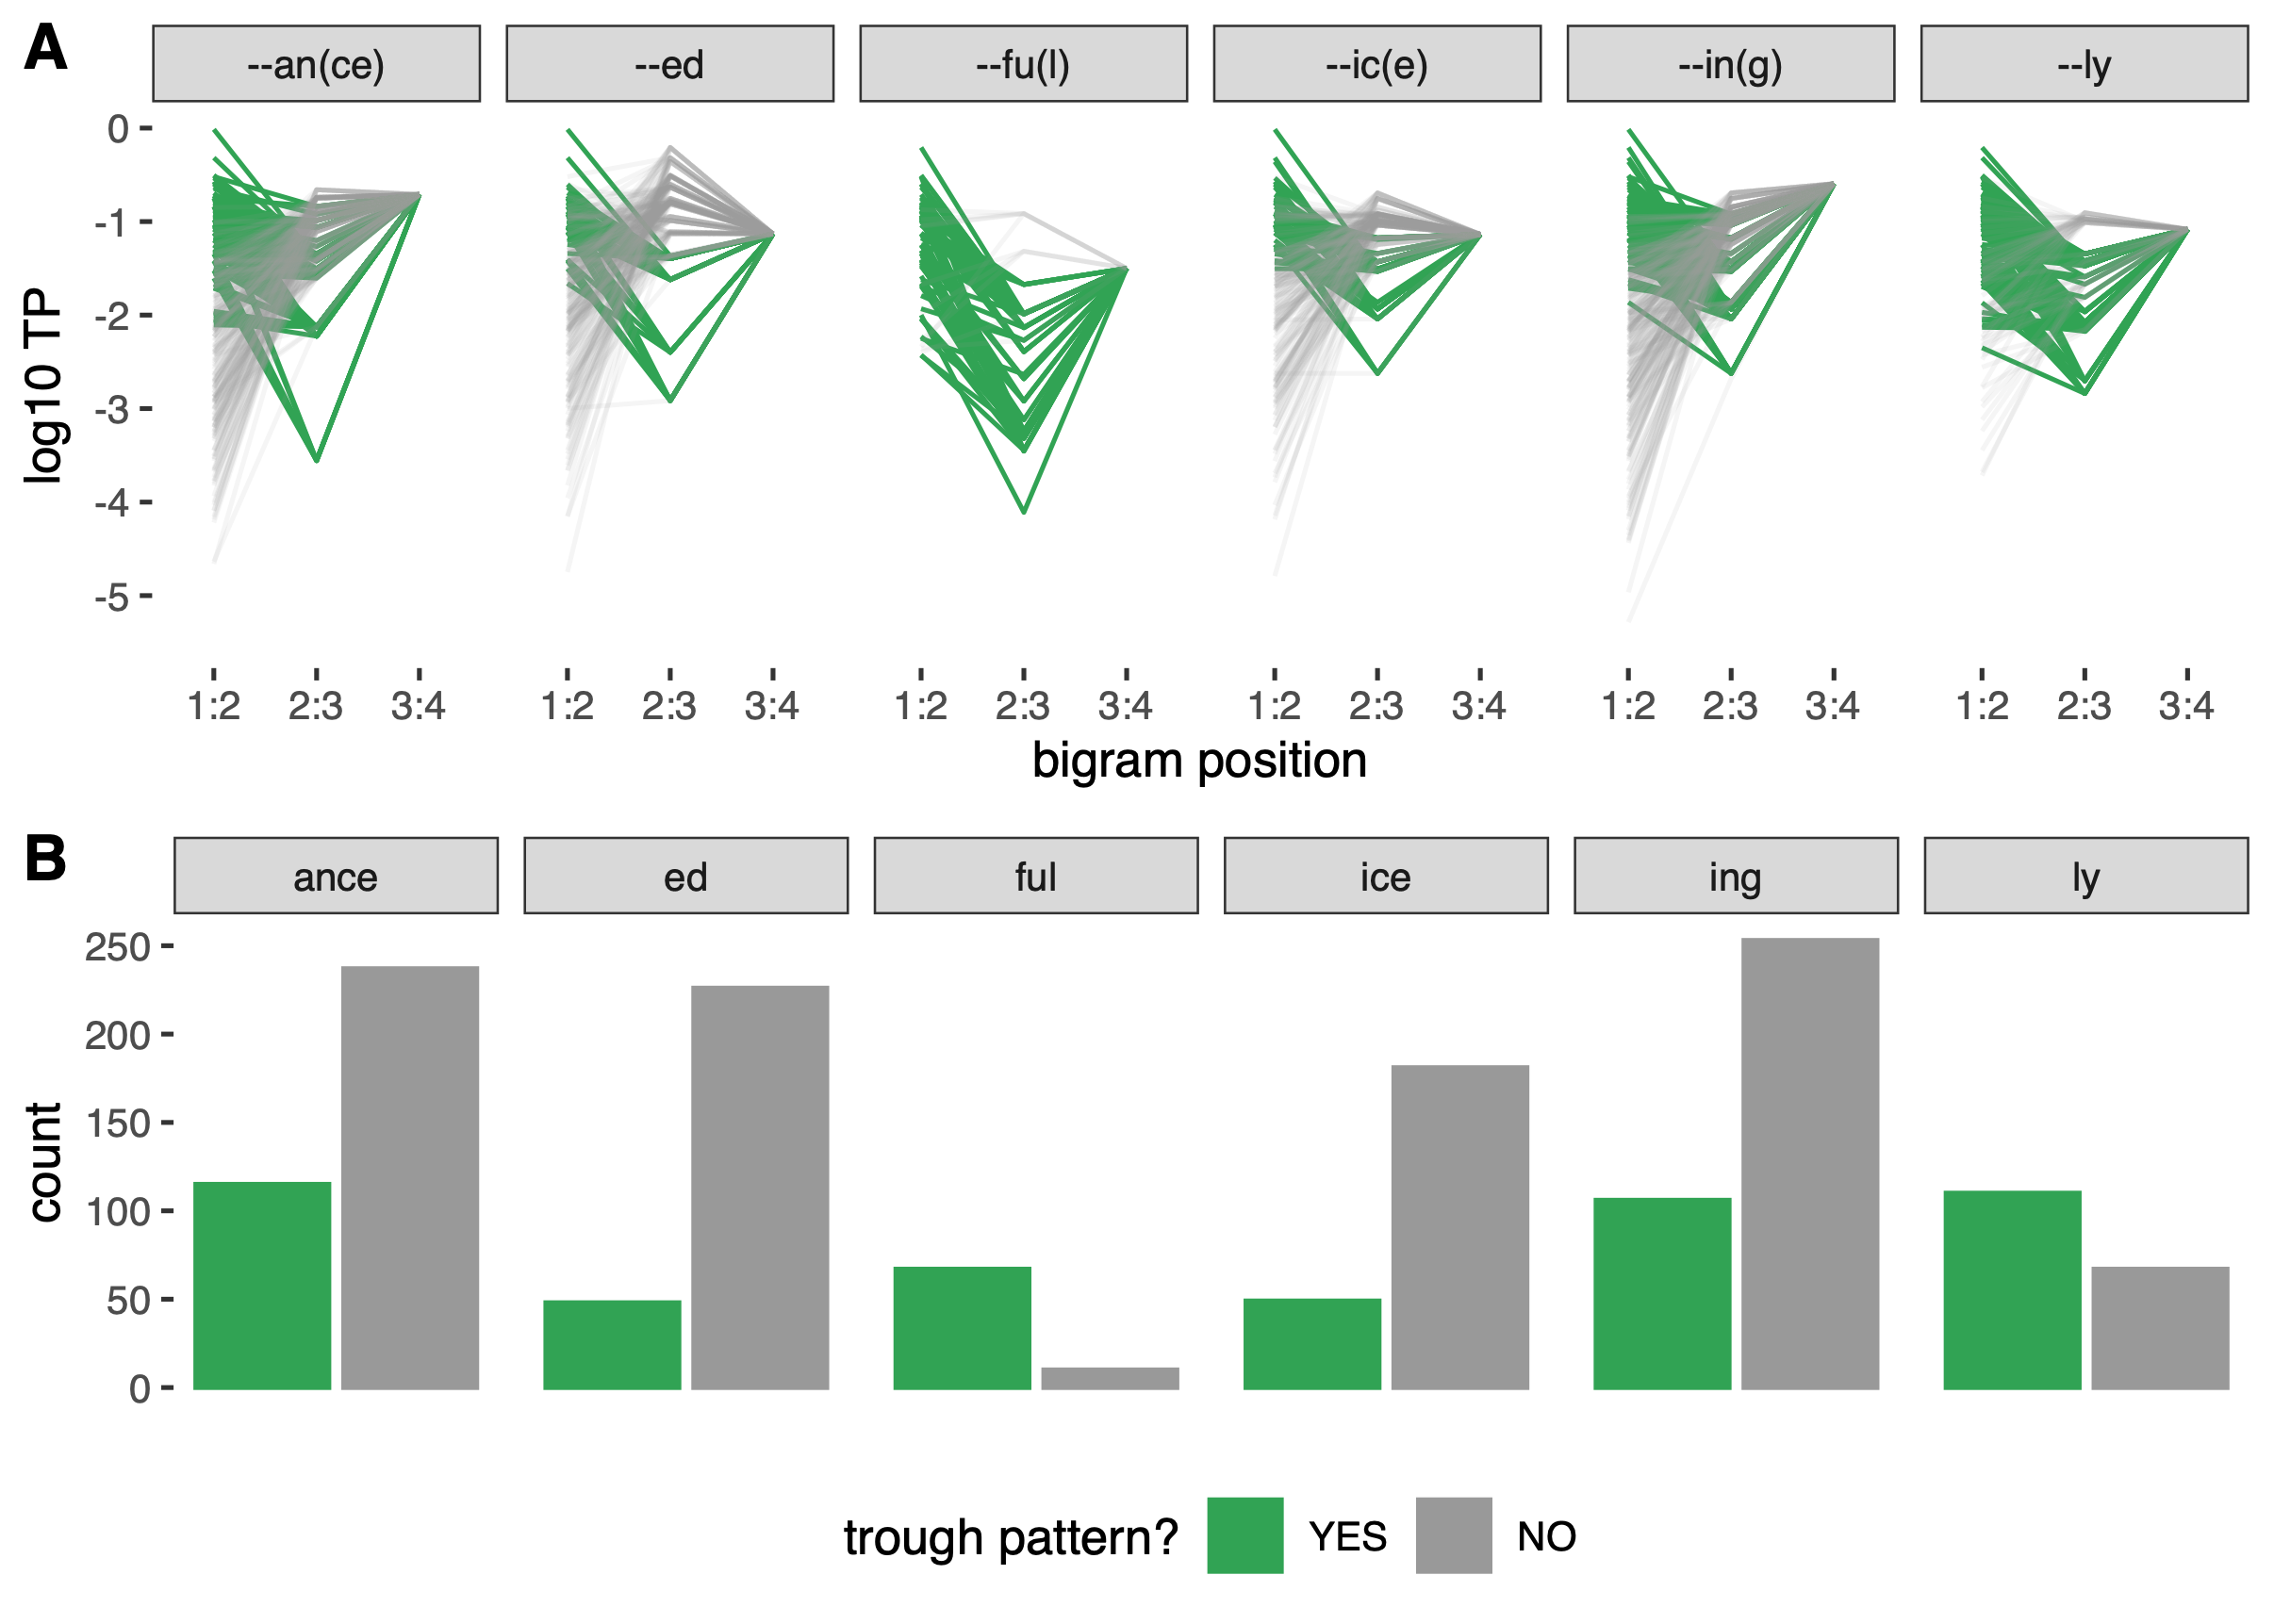 A
--an(ce) --ed --fu(l) --ic(e) --in(g) --ly
0
-1
-2
-3
-4
-5
log10 TP
1:2 2:3 3:4 1:2 2:3 3:4 1:2 2:3 3:4 1:2 2:3 3:4 1:2 2:3 3:4 1:2 2:3 3:4
bigram position
B
ance ed ful ice ing ly
250
200
150
100
50
0
count
trough pattern? YES NO